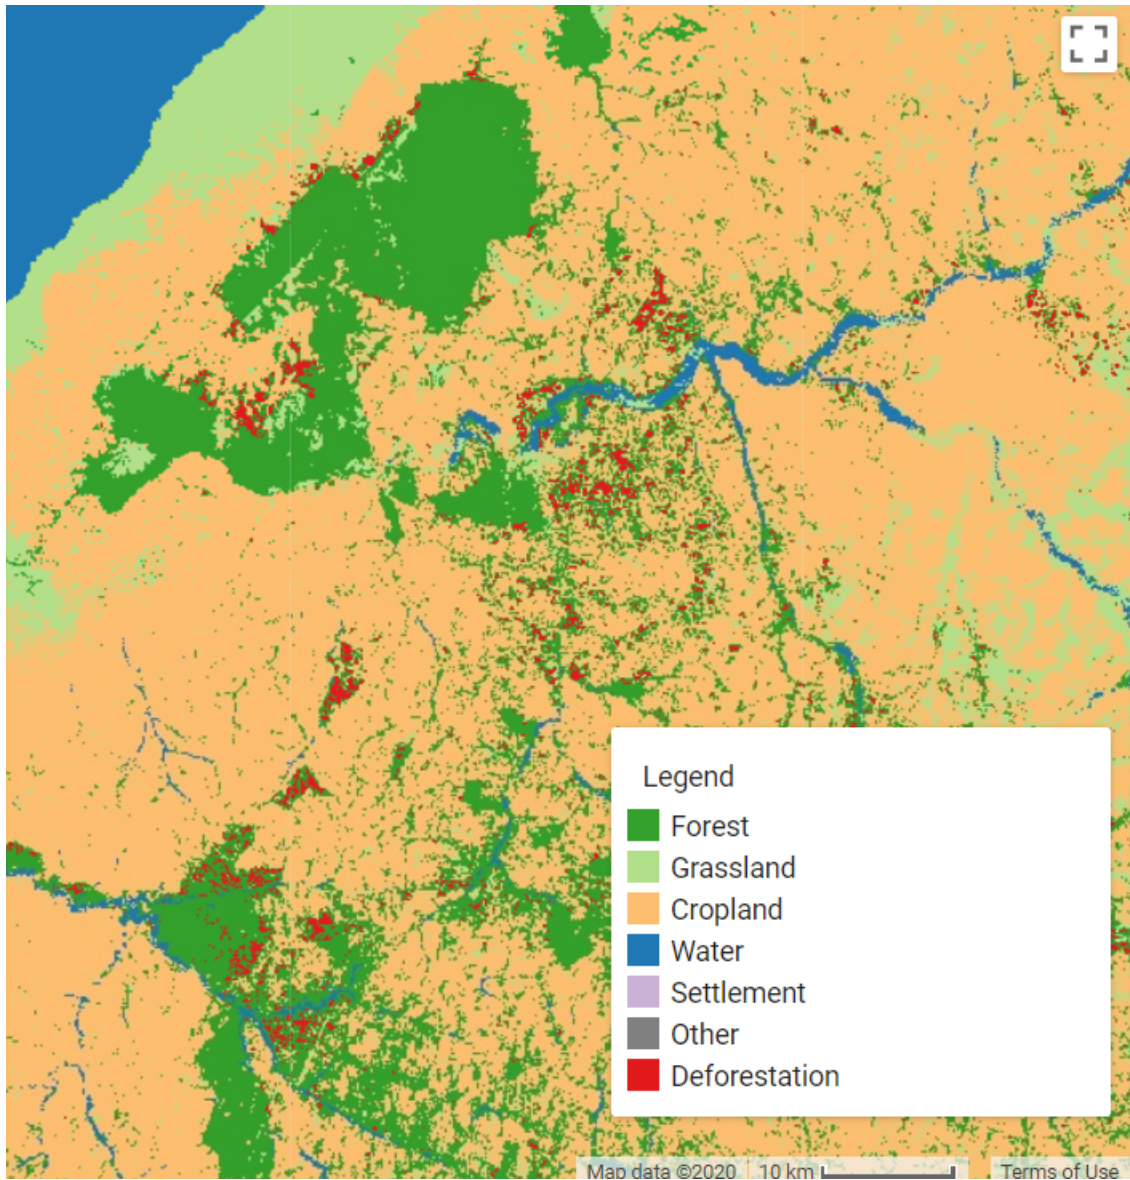 Legend
Forest
Grassland
Cropland
Water
Settlement
Other
Deforestation
Map data ©2020 10 km Terms of Use